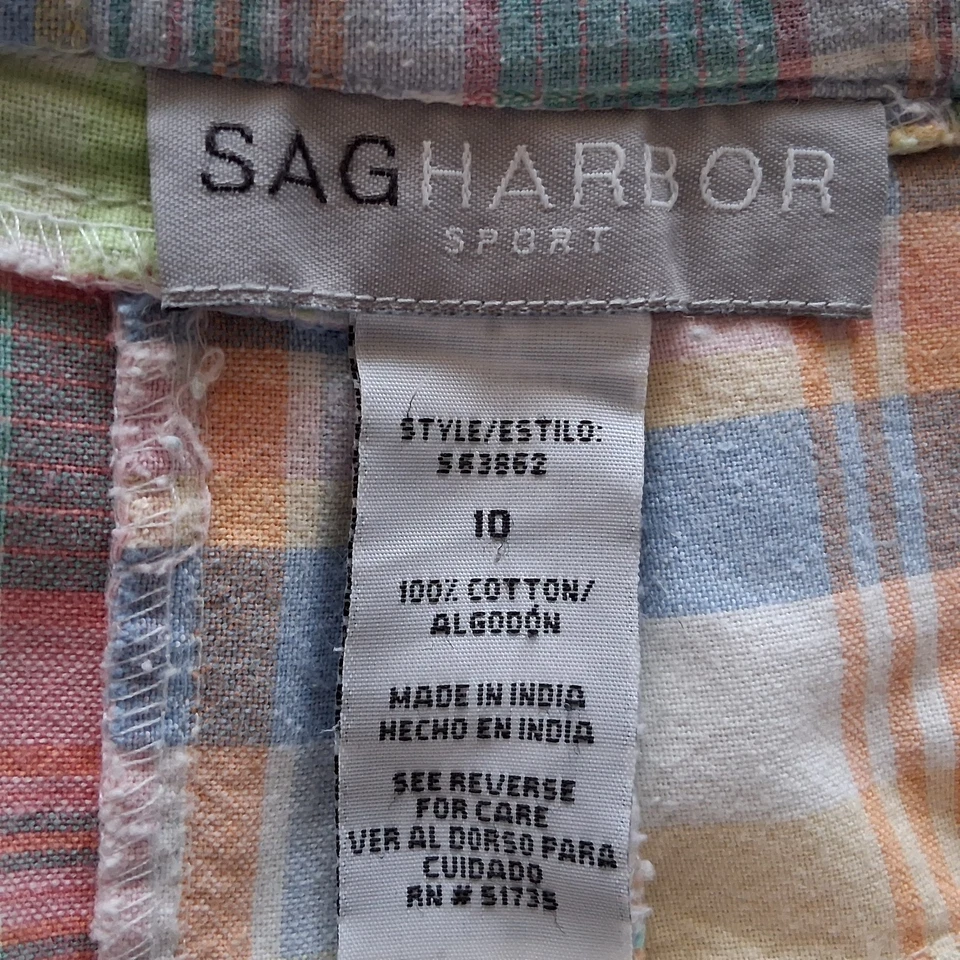 SAGHARBOR
SPORT
STYLE/ESTILO:
S63862
10
100% COTTON/
ALGODÓN
MADE IN INDIA
HECHO EN INDIA
SEE REVERSE
FOR CARE
VER AL DORSO PARA
CUIDADO
RN # 51735